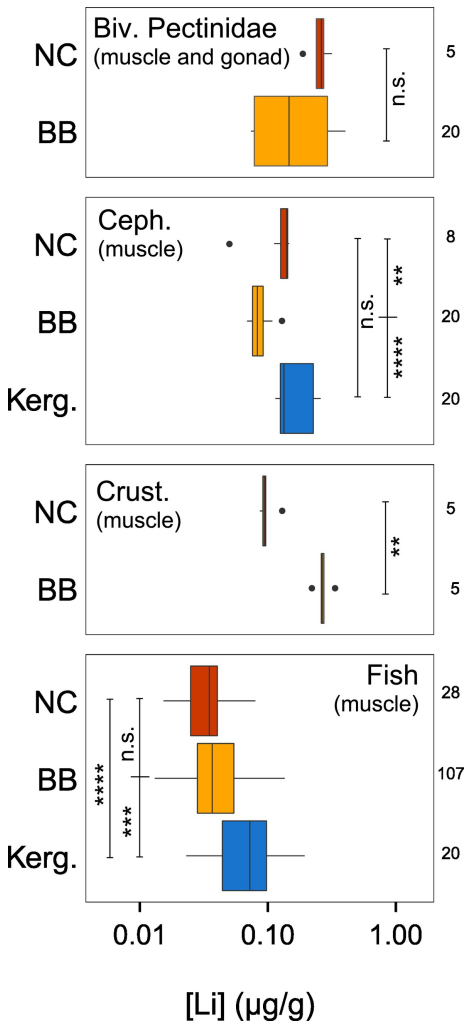 Biv. Pectinidae
(muscle and gonad)
NC
5
n.s.
BB
20
Ceph.
(muscle)
NC
8
**
n.s.
BB
20
****
Kerg.
20
Crust.
(muscle)
NC
5
**
BB
5
Fish
(muscle)
NC
28
n.s.
****
BB
107
***
Kerg.
20
0.01 0.10 1.00
[Li] (µg/g)